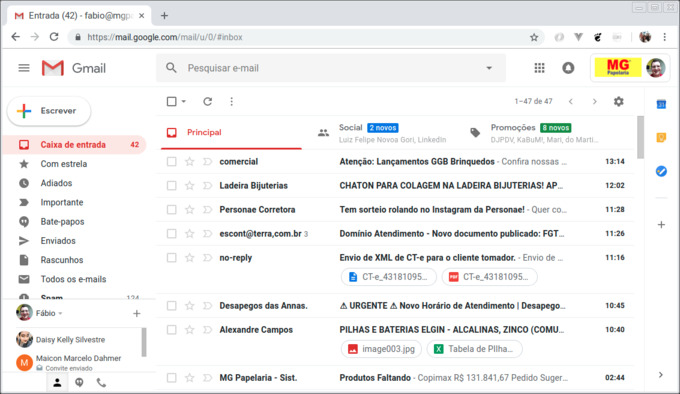 Entrada (42) - fabio@mgp
https://mail.google.com/mail/u/0/#inbox
Gmail
Pesquisar e-mail
MG
Papelaria
Escrever
1–47 de 47
Caixa de entrada 42
Com estrela
Adiados
Importante
Bate-papos
Enviados
Rascunhos
Todos os e-mails
Spam 124
Fábio
Daisy Kelly Silvestre
M
Maicon Marcelo Dahmer
Convite enviado
Principal
Social 2 novos
Luiz Felipe Novoa Gori, LinkedIn
Promoções 8 novos
DJPDV, KaBuM!, Mari, do Marti...
comercial Atenção: Lançamentos GGB Brinquedos - Confira nossas ... 13:14
Ladeira Bijuterias CHATON PARA COLAGEM NA LADEIRA BIJUTERIAS! AP... 12:02
Personae Corretora Tem sorteio rolando no Instagram da Personae! - Quer co... 11:28
escont@terra,com.br 3 Domínio Atendimento - Novo documento publicado: FGT... 11:26
no-reply Envio de XML de CT-e para o cliente tomador. - Envio de ... 11:16
CT-e_43181095... PDF CT-e_43181095...
Desapegos das Annas. ⚠ URGENTE ⚠ Novo Horário de Atendimento | Desapego... 10:45
Alexandre Campos PILHAS E BATERIAS ELGIN - ALCALINAS, ZINCO (COMU... 10:40
image003.jpg X Tabela de PIlha...
MG Papelaria - Sist. Produtos Faltando - Copimax R$ 131.841,67 Pedido Suger... 02:44
31